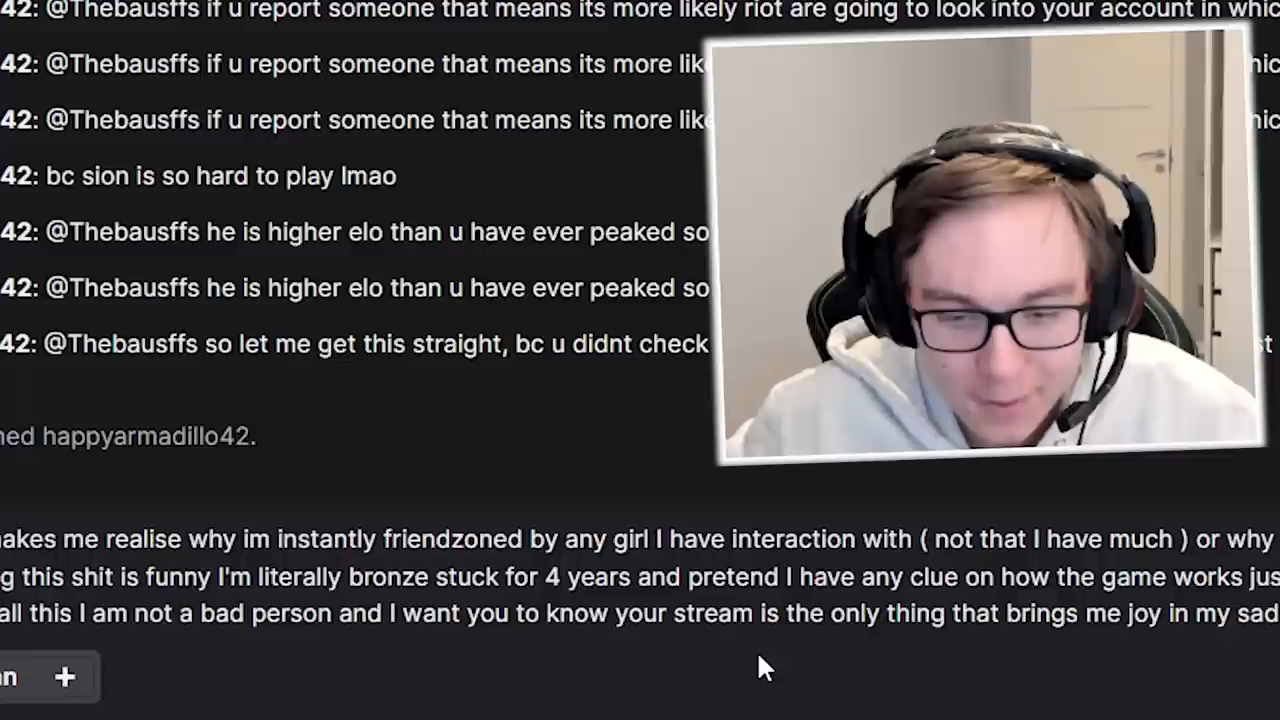 42: @Thebausffs if u report someone that means its more likely riot are going to look into your account in whic
42: @Thebausffs if u report someone that means its more like hic
42: @Thebausffs if u report someone that means its more like hic
42: bc sion is so hard to play lmao
42: @Thebausffs he is higher elo than u have ever peaked so
42: @Thebausffs he is higher elo than u have ever peaked so
42: @Thebausffs so let me get this straight, bc u didnt check st
ned happyarmadillo42.
akes me realise why im instantly friendzoned by any girl I have interaction with ( not that I have much ) or why
g this shit is funny I'm literally bronze stuck for 4 years and pretend I have any clue on how the game works jus
all this I am not a bad person and I want you to know your stream is the only thing that brings me joy in my sad
an +